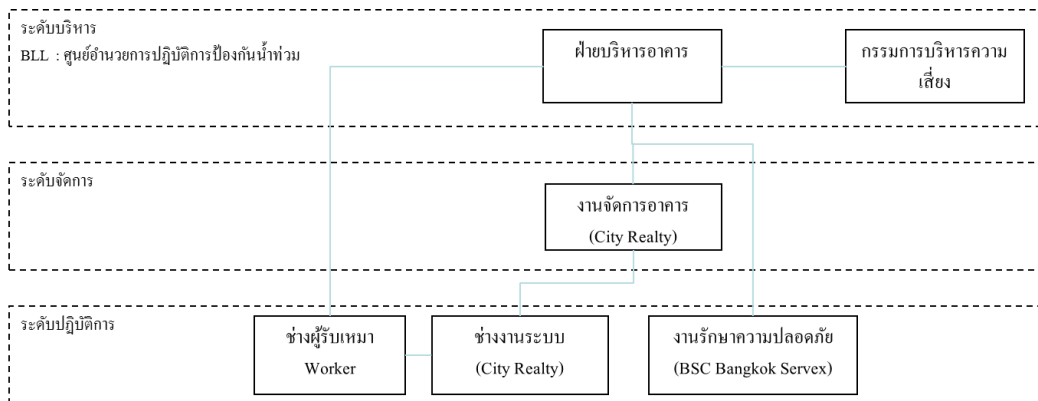 ระดับบริหาร
BLL : ศูนย์อำนวยการปฏิบัติการป้องกันน้ำท่วม
ฝ่ายบริหารอาคาร
กรรมการบริหารความ
เสี่ยง
ระดับจัดการ
งานจัดการอาคาร
(City Realty)
ระดับปฏิบัติการ
ช่างผู้รับเหมา
Worker
ช่างงานระบบ
(City Realty)
งานรักษาความปลอดภัย
(BSC Bangkok Servex)